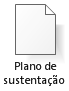 Plano de
sustentação